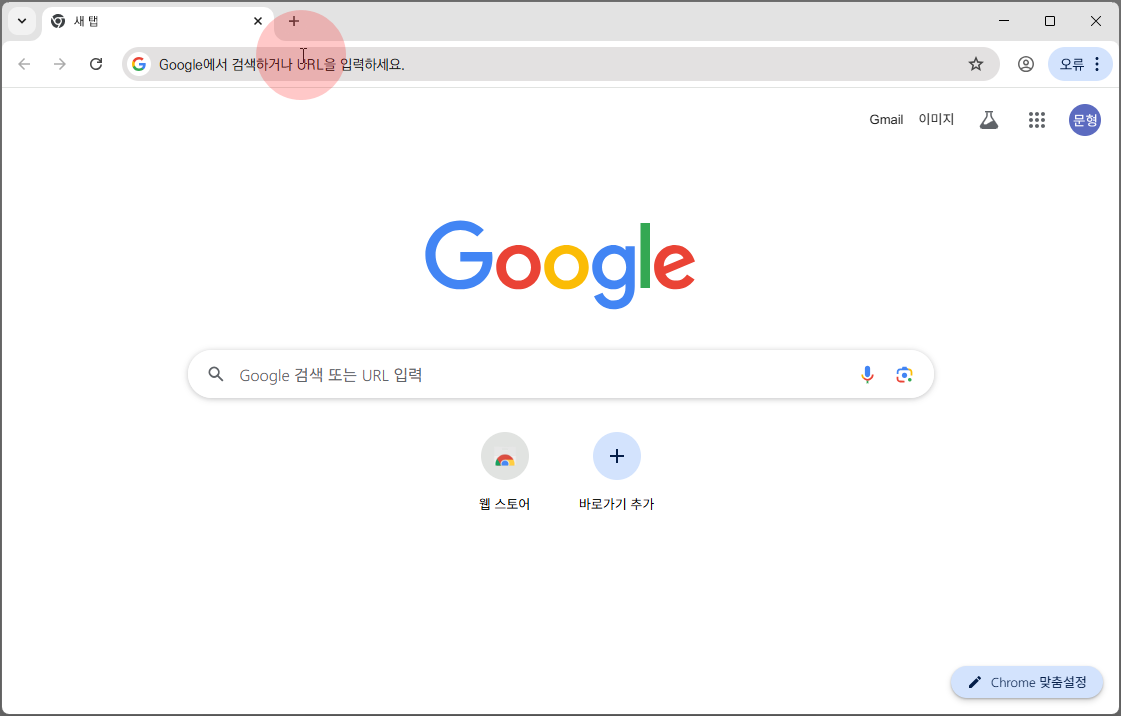 새 탭
Google에서 검색하거나 URL을 입력하세요.
오류
Gmail 이미지
문형
Google
Google 검색 또는 URL 입력
웹 스토어 바로가기 추가
Chrome 맞춤설정